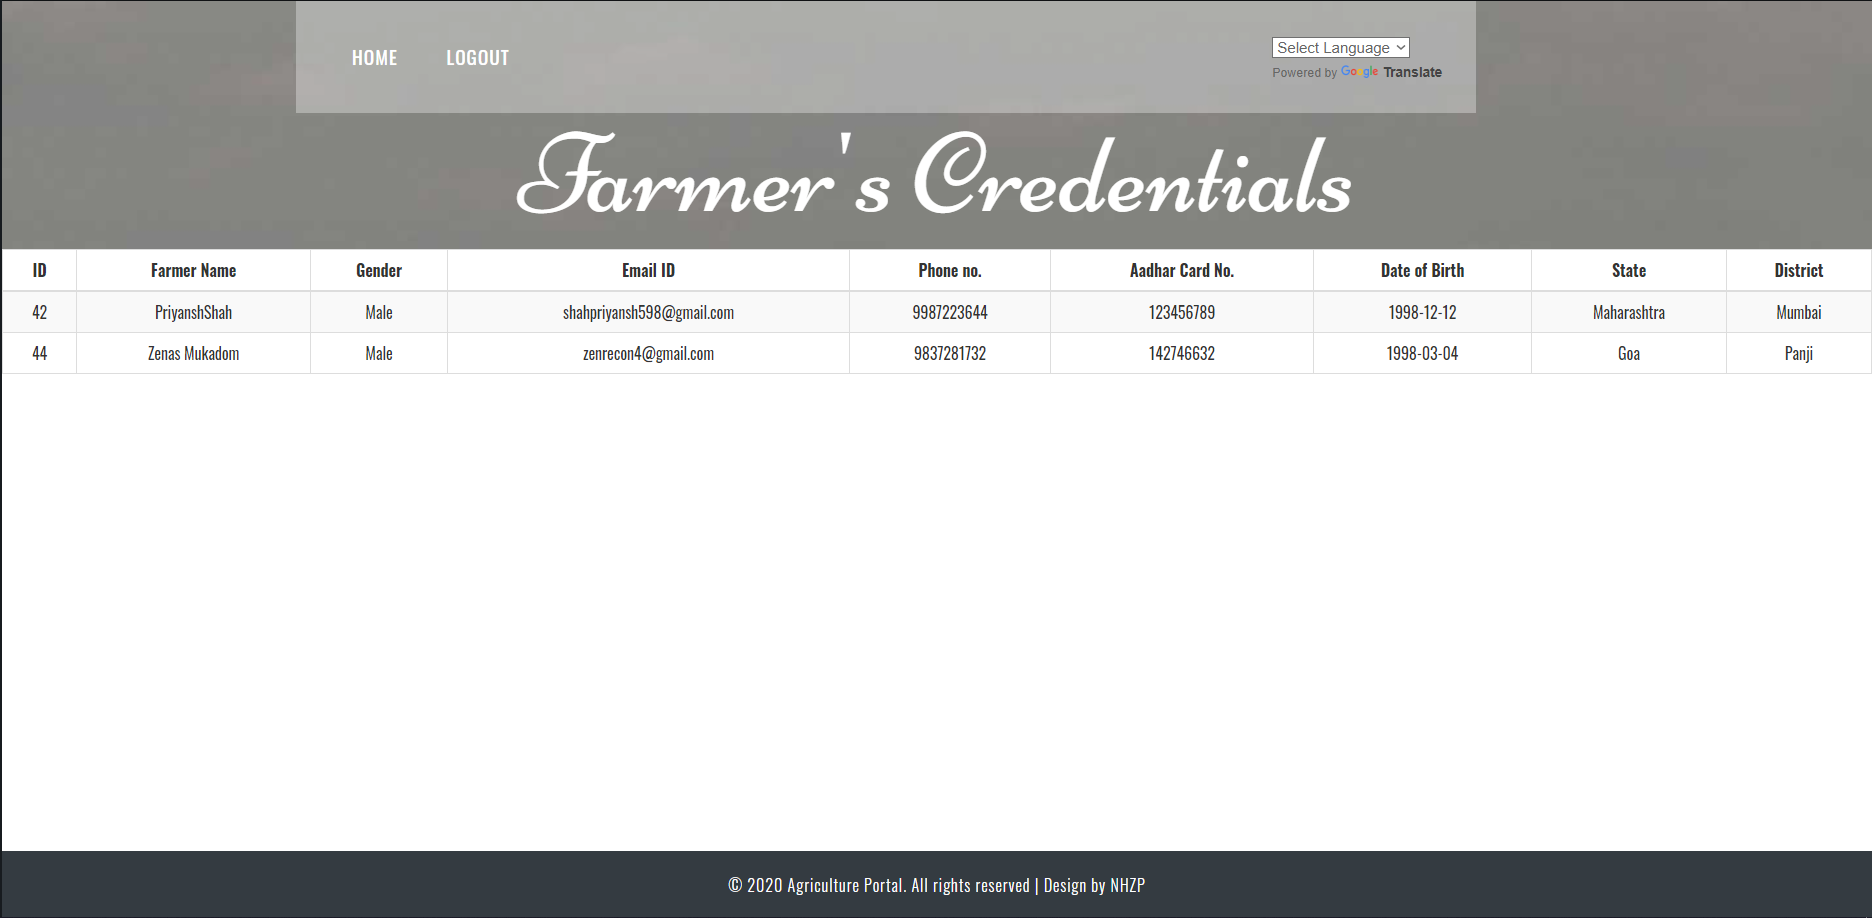 HOME LOGOUT Select Language
Powered by Google Translate
Farmer's Credentials
ID Farmer Name Gender Email ID Phone no. Aadhar Card No. Date of Birth State District
42 PriyanshShah Male shahpriyansh598@gmail.com 9987223644 123456789 1998-12-12 Maharashtra Mumbai
44 Zenas Mukadom Male zenrecon4@gmail.com 9837281732 142746632 1998-03-04 Goa Panji
© 2020 Agriculture Portal. All rights reserved | Design by NHZP